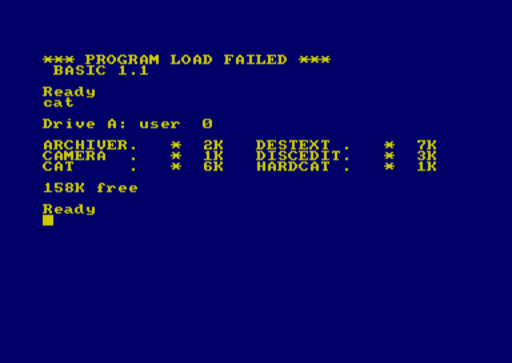 *** PROGRAM LOAD FAILED ***
BASIC 1.1
Ready
cat
Drive A: user  0
ARCHIVER.   *  2K   DESTEXT .   *  7K
CAMERA  .   *  1K   DISCEDIT.   *  3K
CAT     .   *  6K   HARDCAT .   *  1K
158K free
Ready